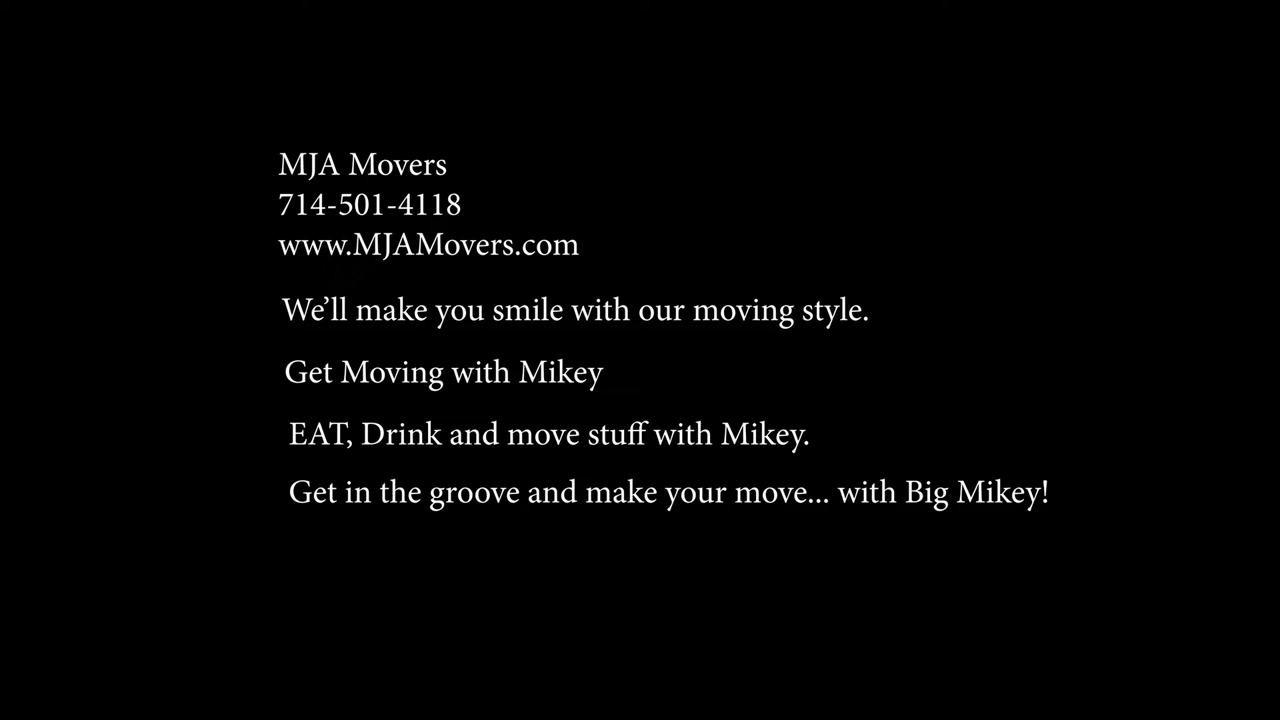 MJA Movers
714-501-4118
www.MJAMovers.com
We’ll make you smile with our moving style.
Get Moving with Mikey
EAT, Drink and move stuff with Mikey.
Get in the groove and make your move... with Big Mikey!